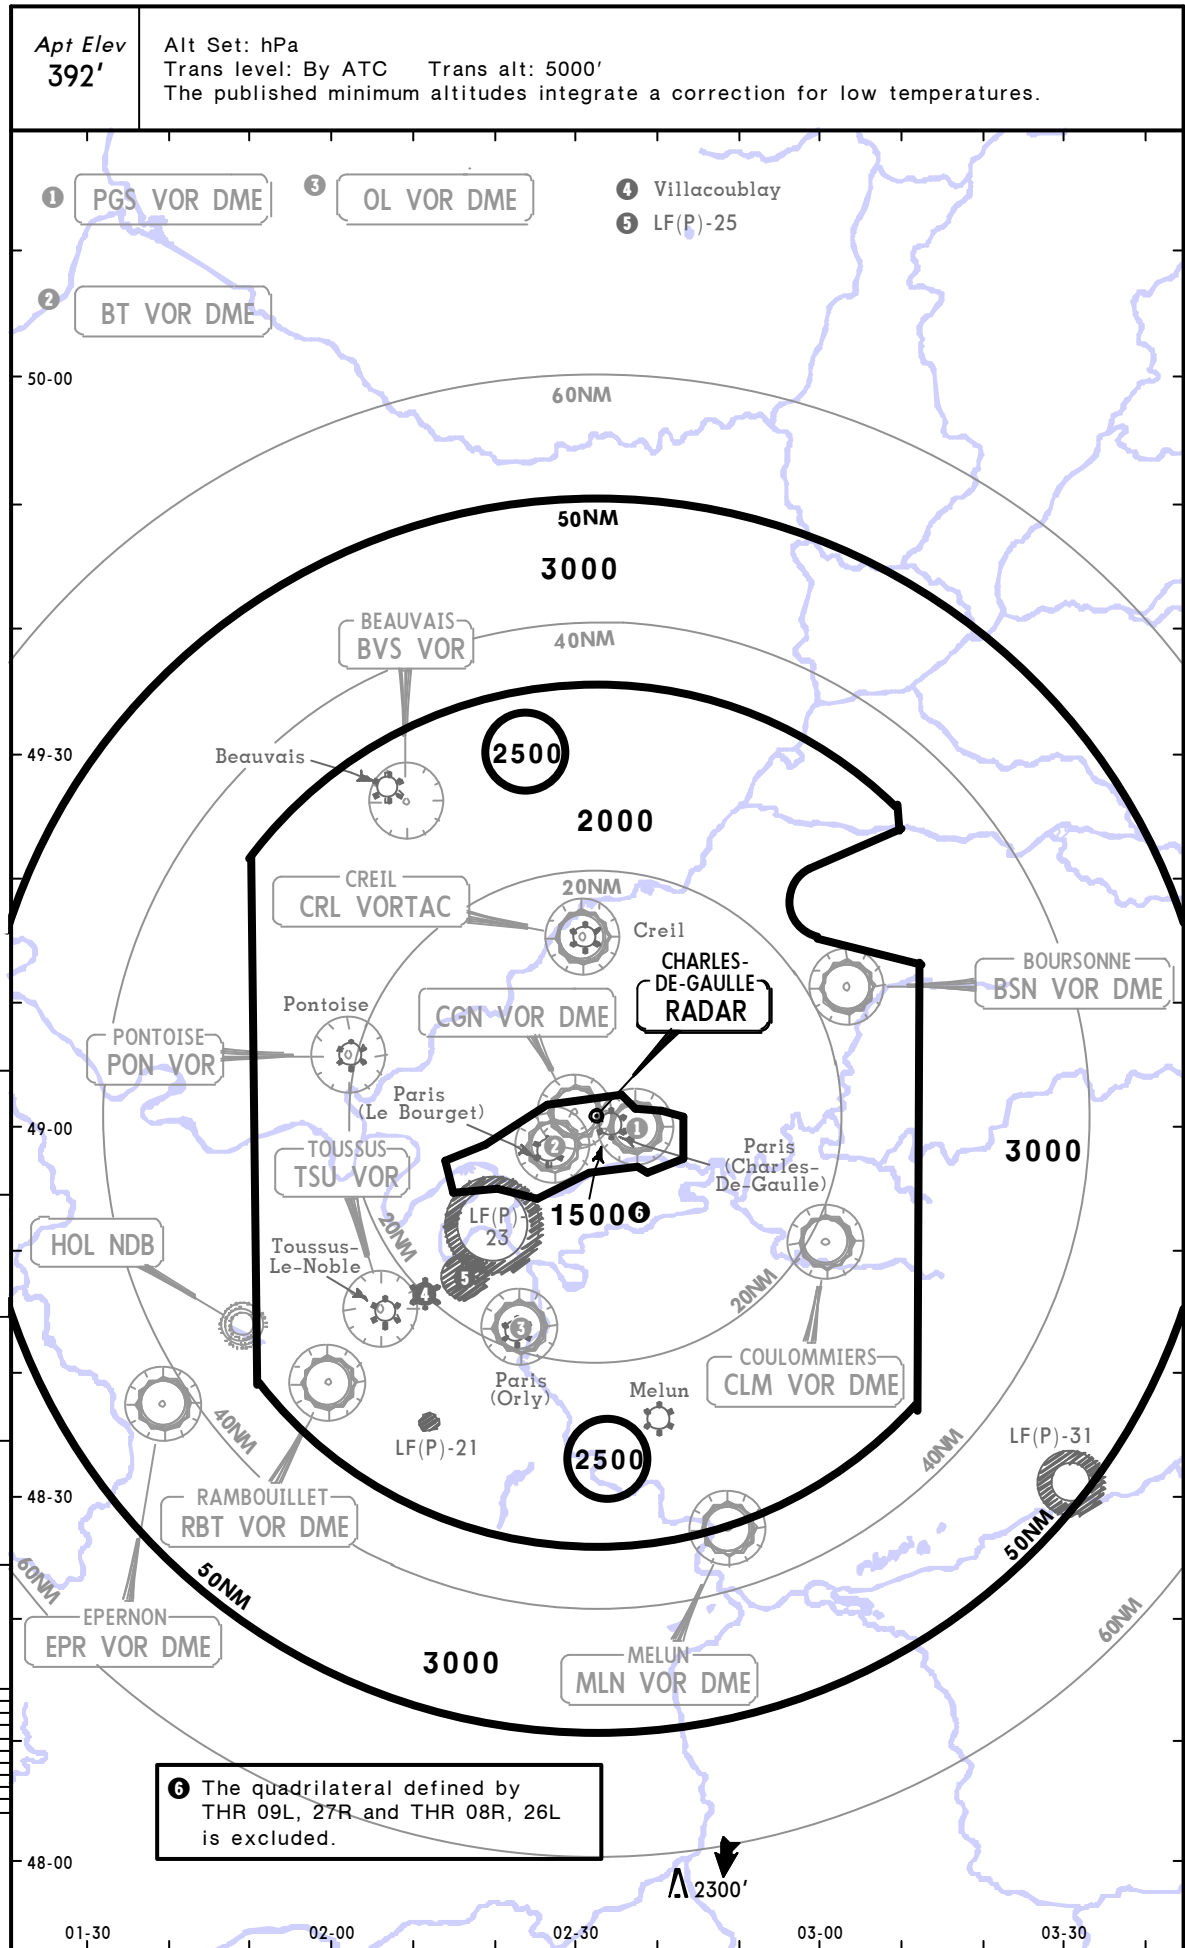 Apt Elev
392'
Alt Set: hPa
Trans level: By ATC Trans alt: 5000'
The published minimum altitudes integrate a correction for low temperatures.
1 PGS VOR DME
3 OL VOR DME
4 Villacoublay
5 LF(P)-25
2 BT VOR DME
50-00
60NM
50NM
3000
BEAUVAIS
BVS VOR
40NM
49-30
Beauvais
2500
2000
CREIL
CRL VORTAC
20NM
Creil
CHARLES-
DE-GAULLE
RADAR
BOURSONNE
BSN VOR DME
Pontoise
CGN VOR DME
PONTOISE
PON VOR
Paris
(Le Bourget)
49-00
1
2
TOUSSUS
TSU VOR
Paris
(Charles-
De-Gaulle)
3000
LF(P)-
23
1500 6
20NM
HOL NDB
Toussus-
Le-Noble
5
4
20NM
3
COULOMMIERS
CLM VOR DME
Paris
(Orly)
Melun
40NM
LF(P)-21
2500
40NM
LF(P)-31
48-30
RAMBOUILLET
RBT VOR DME
50NM
60NM
50NM
EPERNON
EPR VOR DME
60NM
3000
MELUN
MLN VOR DME
6 The quadrilateral defined by
THR 09L, 27R and THR 08R, 26L
is excluded.
48-00
2300'
01-30
02-00
02-30
03-00
03-30